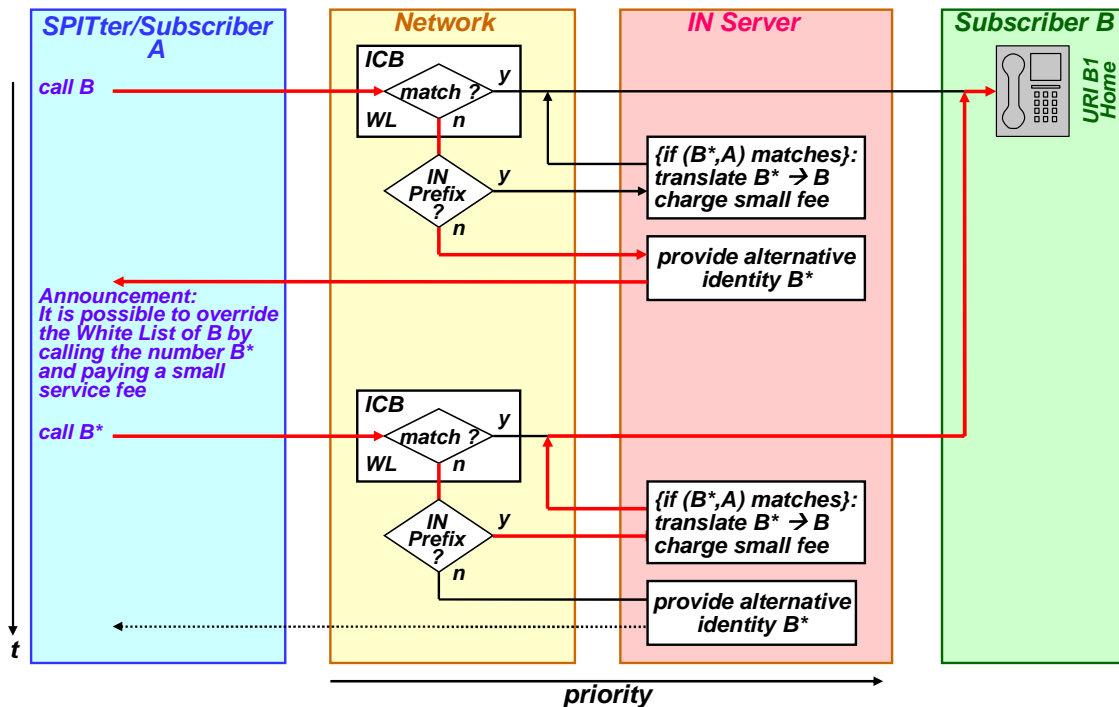 SPITter/Subscriber
A
Network
IN Server
Subscriber B
call B
ICB
match ?
y
WL
n
URI B1
Home
{if (B*,A) matches}:
translate B* → B
charge small fee
IN
Prefix
?
y
n
provide alternative
identity B*
Announcement:
It is possible to override
the White List of B by
calling the number B*
and paying a small
service fee
call B*
ICB
match ?
y
WL
n
{if (B*,A) matches}:
translate B* → B
charge small fee
IN
Prefix
?
y
n
provide alternative
identity B*
t
priority